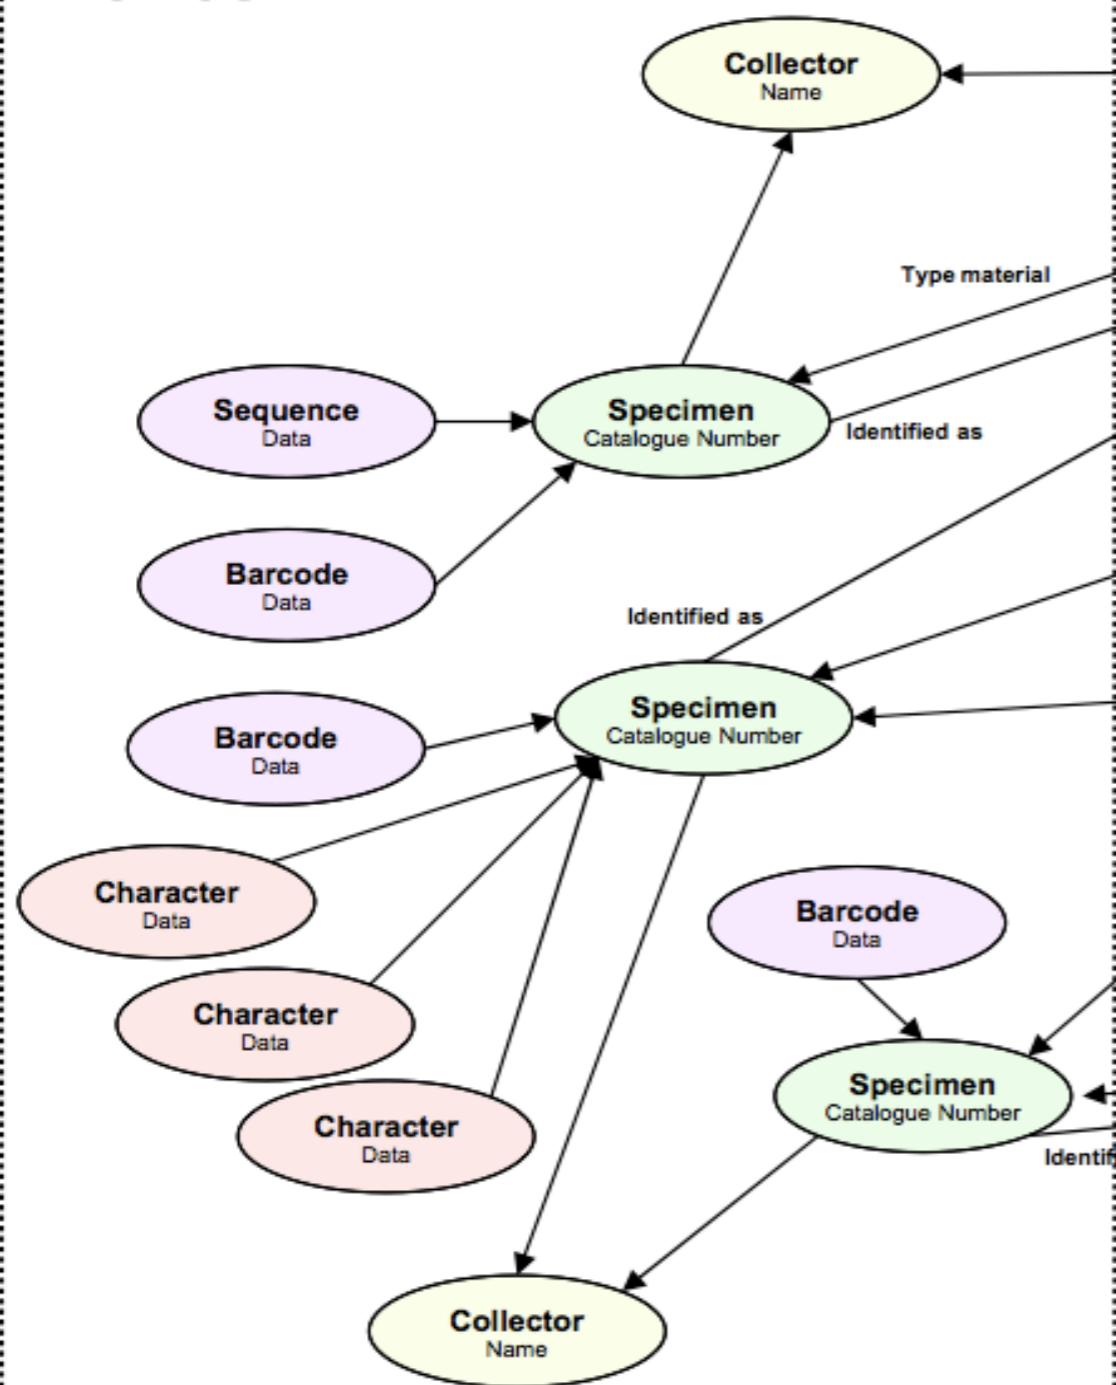 Collector
Name
Type material
Sequence
Data
Specimen
Catalogue Number
Identified as
Barcode
Data
Identified as
Specimen
Catalogue Number
Barcode
Data
Character
Data
Barcode
Data
Character
Data
Specimen
Catalogue Number
Character
Data
Identif
Collector
Name